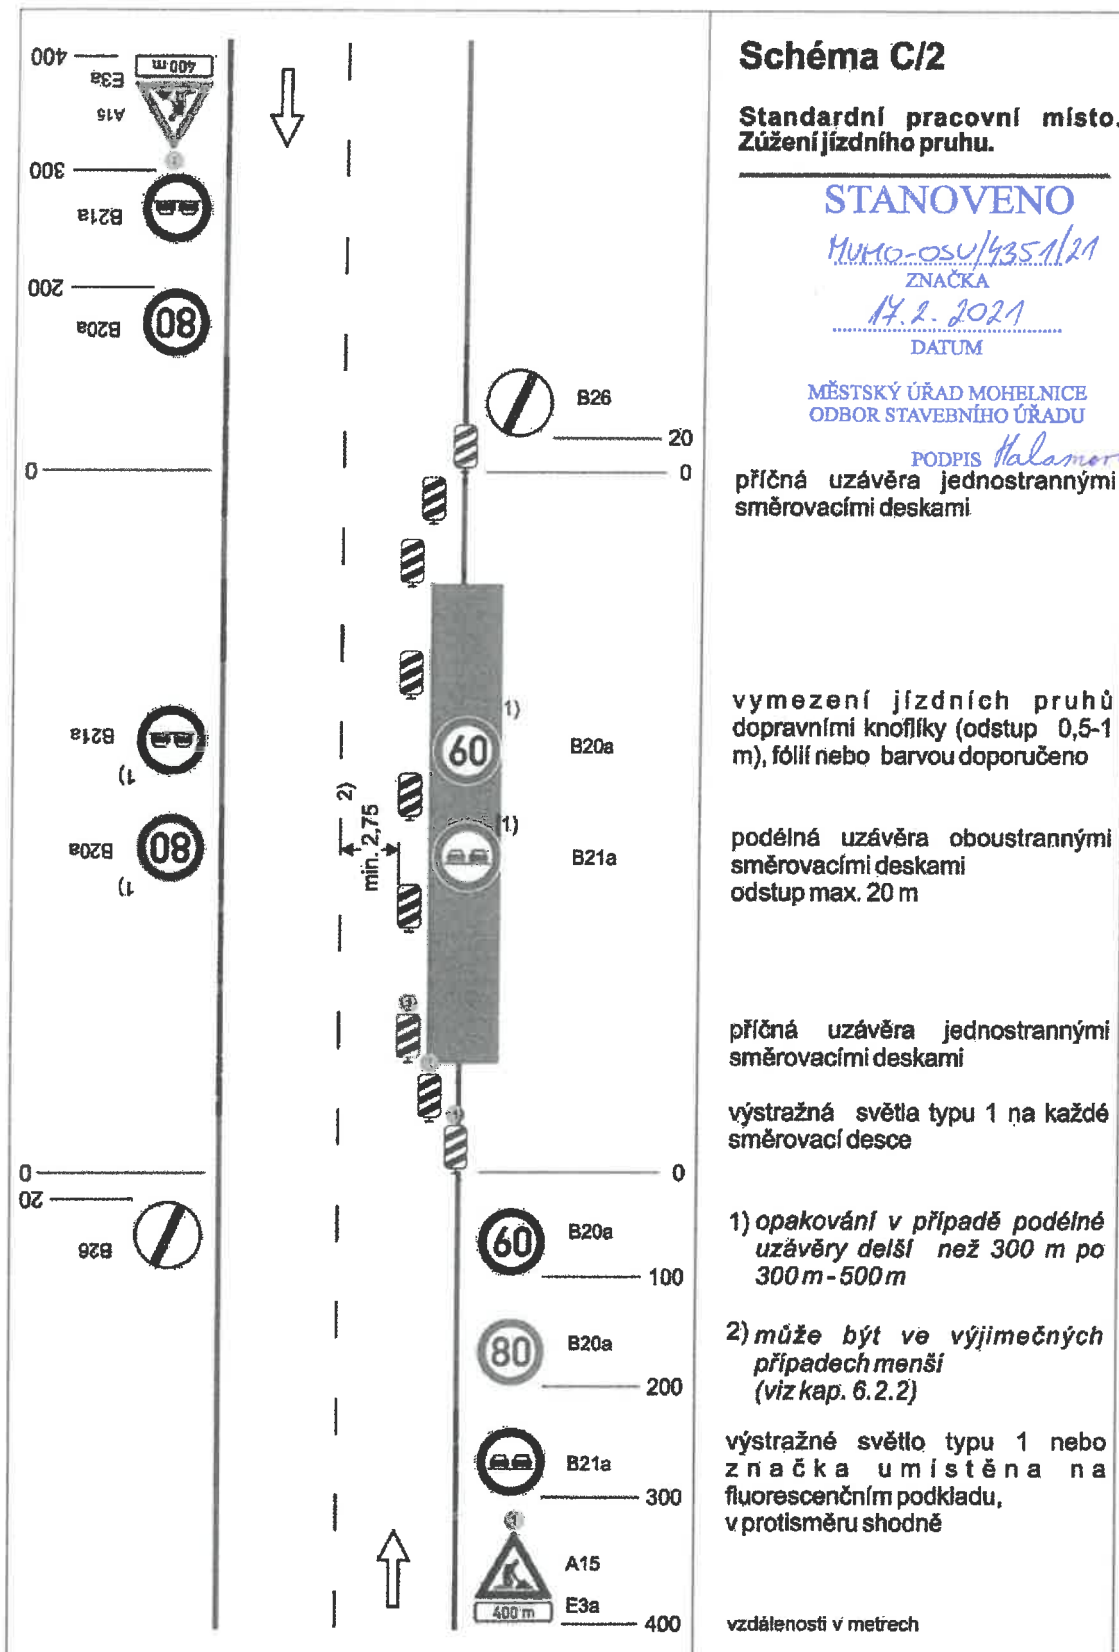 Schéma C/2
Standardní pracovní místo.
Zúžení jízdního pruhu.
STANOVENO
MUMO-OSU/4351/21
ZNAČKA
17.2.2021
DATUM
MĚSTSKÝ ÚŘAD MOHELNICE
ODBOR STAVEBNÍHO ÚŘADU
PODPIS
příčná uzávěra jednostrannými
směrovacími deskami
vymezení jízdních pruhů
dopravními knoflíky (odstup 0,5-1
m), fólií nebo barvou doporučeno
podélná uzávěra oboustrannými
směrovacími deskami
odstup max. 20 m
příčná uzávěra jednostrannými
směrovacími deskami
výstražná světla typu 1 na každé
směrovací desce
1) opakování v případě podélné
uzávěry delší než 300 m po
300m-500m
2) může být ve výjimečných
případech menší
(viz kap. 6.2.2)
výstražné světlo typu 1 nebo
značka umístěna na
fluorescenčním podkladu,
v protisměru shodně
vzdálenosti v metrech
400
400 m
E3a
A15
300
B21a
200
B20a
80
0
B21a
1)
B20a
80
1)
0
20
B26
B26
20
0
1)
60
B20a
1)
B21a
2)
min. 2,75
0
60
B20a
100
80
B20a
200
B21a
300
A15
400 m
E3a
400